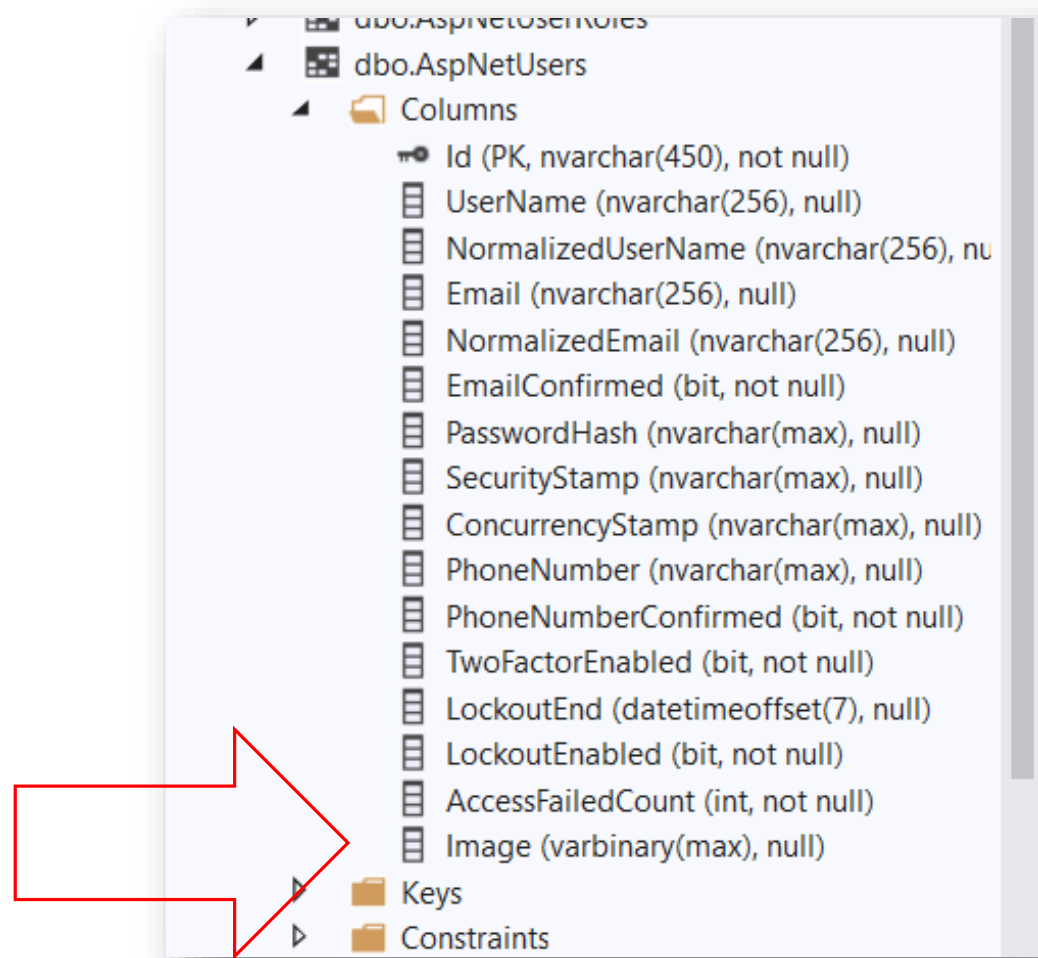 dbo.AspNetUserRoles
dbo.AspNetUsers
Columns
Id (PK, nvarchar(450), not null)
UserName (nvarchar(256), null)
NormalizedUserName (nvarchar(256), nu
Email (nvarchar(256), null)
NormalizedEmail (nvarchar(256), null)
EmailConfirmed (bit, not null)
PasswordHash (nvarchar(max), null)
SecurityStamp (nvarchar(max), null)
ConcurrencyStamp (nvarchar(max), null)
PhoneNumber (nvarchar(max), null)
PhoneNumberConfirmed (bit, not null)
TwoFactorEnabled (bit, not null)
LockoutEnd (datetimeoffset(7), null)
LockoutEnabled (bit, not null)
AccessFailedCount (int, not null)
Image (varbinary(max), null)
Keys
Constraints